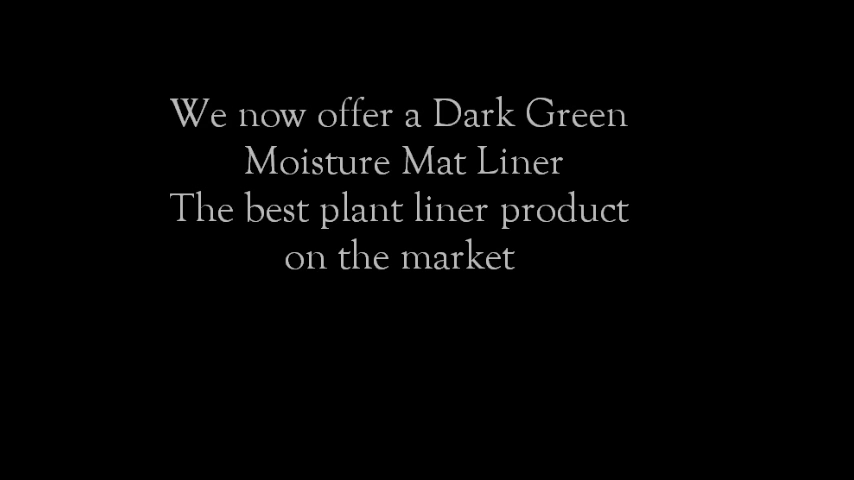 We now offer a Dark Green
Moisture Mat Liner
The best plant liner product
on the market